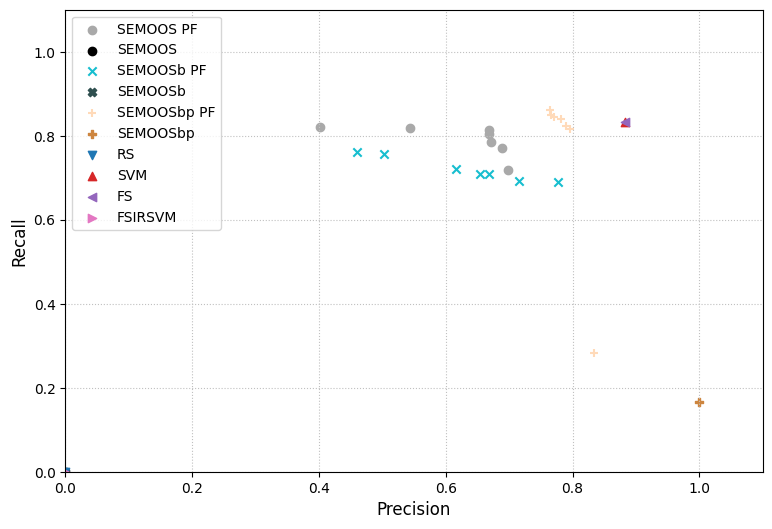 SEMOOS PF
SEMOOS
SEMOOSb PF
SEMOOSb
SEMOOSbp PF
SEMOOSbp
RS
SVM
FS
FSIRSVM
1.0
0.8
0.6
0.4
0.2
0.0
Recall
0.0 0.2 0.4 0.6 0.8 1.0
Precision